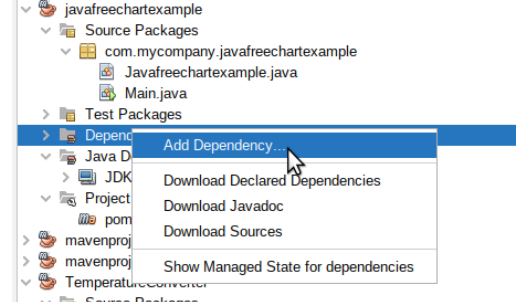 javafreechartexample
Source Packages
com.mycompany.javafreechartexample
Javafreechartexample.java
Main.java
Test Packages
Depend
Add Dependency...
Java D
Download Declared Dependencies
JDK
Download Javadoc
Project
Download Sources
pom
mavenproj
mavenproj
Show Managed State for dependencies
TemperatureConverter
Source Packages